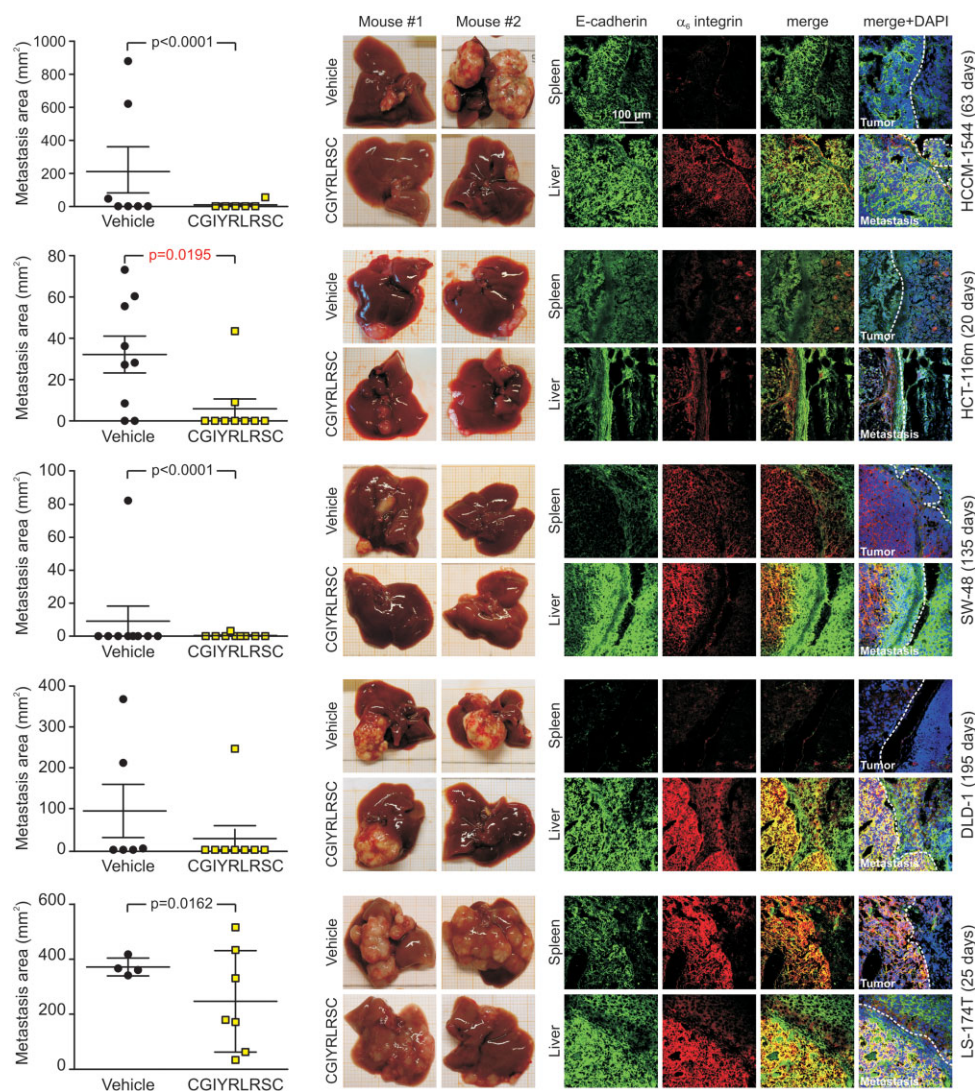 Mouse #1 Mouse #2 E-cadherin α₆ integrin merge merge+DAPI
Metastasis area (mm²)
1000
800
600
400
200
0
p<0.0001
Vehicle CGIYRLRSC
Vehicle
CGIYRLRSC
Spleen
100 µm
Tumor
Liver
Metastasis
HCCM-1544 (63 days)
Metastasis area (mm²)
80
60
40
20
0
p=0.0195
Vehicle CGIYRLRSC
Vehicle
CGIYRLRSC
Spleen
Tumor
Liver
Metastasis
HCT-116m (20 days)
Metastasis area (mm²)
100
80
60
40
20
0
p<0.0001
Vehicle CGIYRLRSC
Vehicle
CGIYRLRSC
Spleen
Tumor
Liver
Metastasis
SW-48 (135 days)
Metastasis area (mm²)
400
300
200
100
0
Vehicle CGIYRLRSC
Vehicle
CGIYRLRSC
Spleen
Tumor
Liver
Metastasis
DLD-1 (195 days)
Metastasis area (mm²)
600
400
200
0
p=0.0162
Vehicle CGIYRLRSC
Vehicle
CGIYRLRSC
Spleen
Tumor
Liver
Metastasis
LS-174T (25 days)